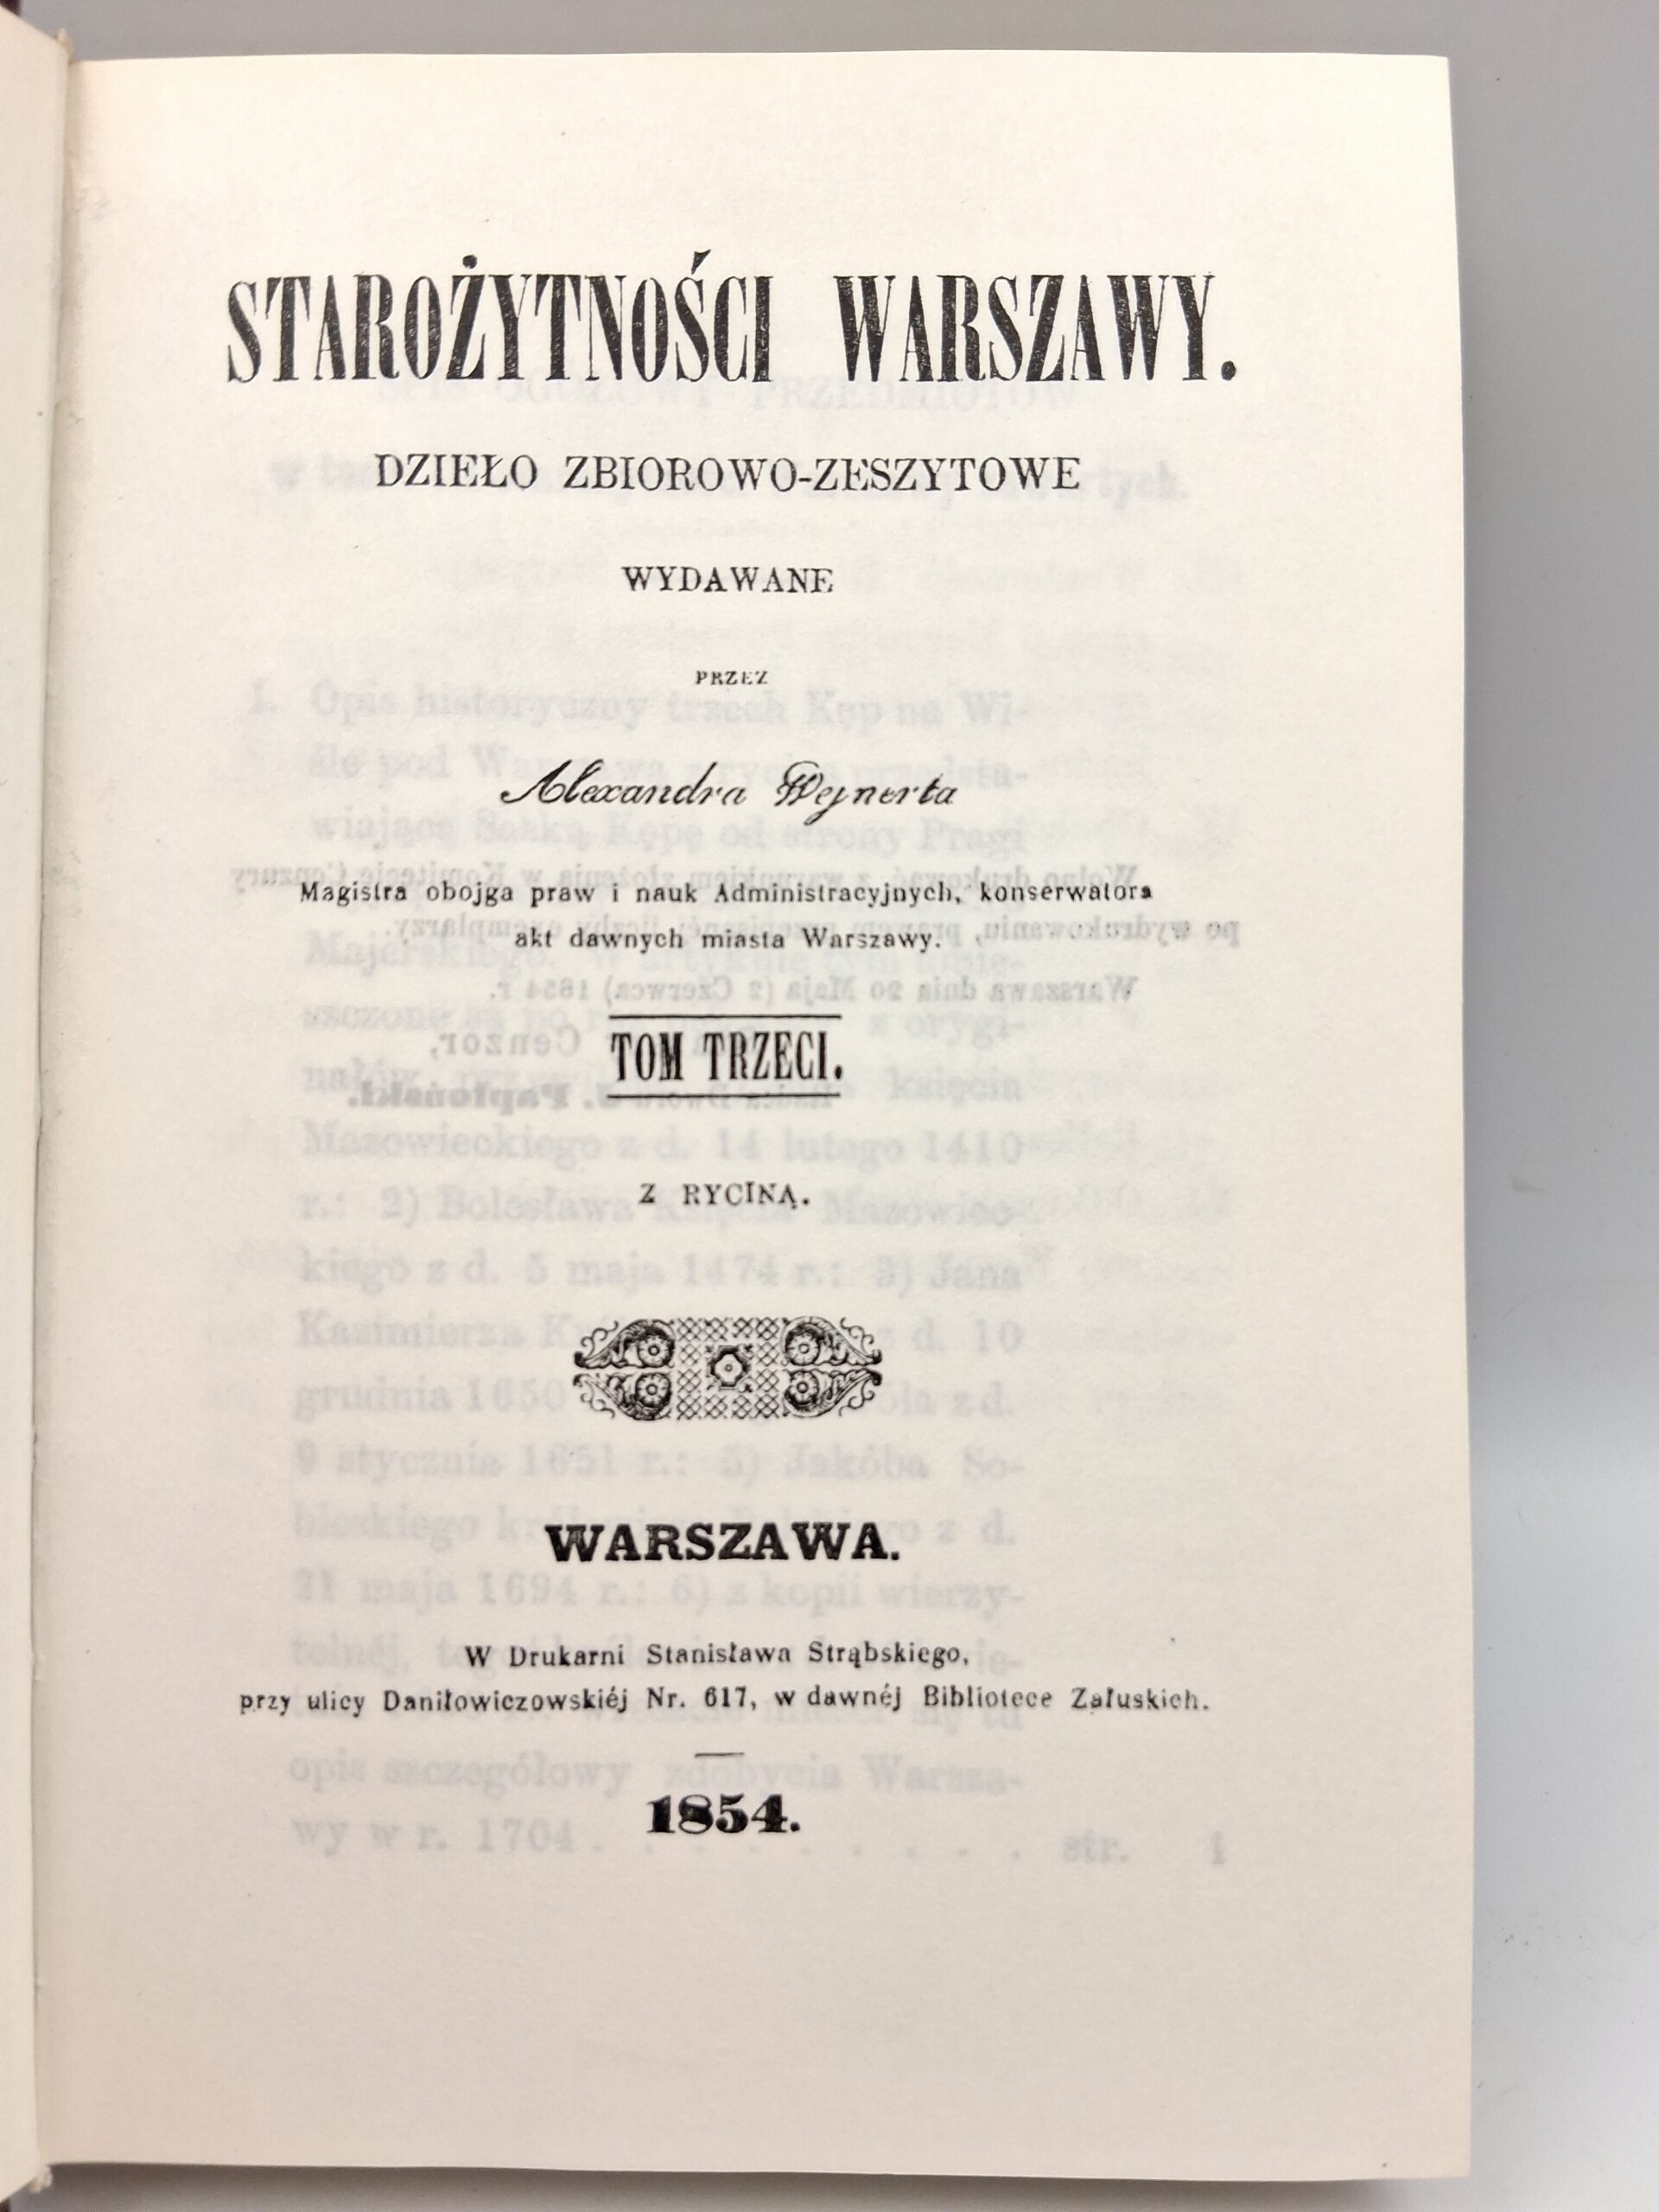 STAROŻYTNOŚCI WARSZAWY.
DZIEŁO ZBIOROWO-ZESZYTOWE
WYDAWANE
PRZEZ
Alexandra Wejnerta
Magistra obojga praw i nauk Administracyjnych, konserwatora
akt dawnych miasta Warszawy.
TOM TRZECI.
Z RYCINĄ.
WARSZAWA.
W Drukarni Stanisława Strąbskiego,
przy ulicy Daniłowiczowskiéj Nr. 617, w dawnéj Bibliotece Załuskich.
1854.